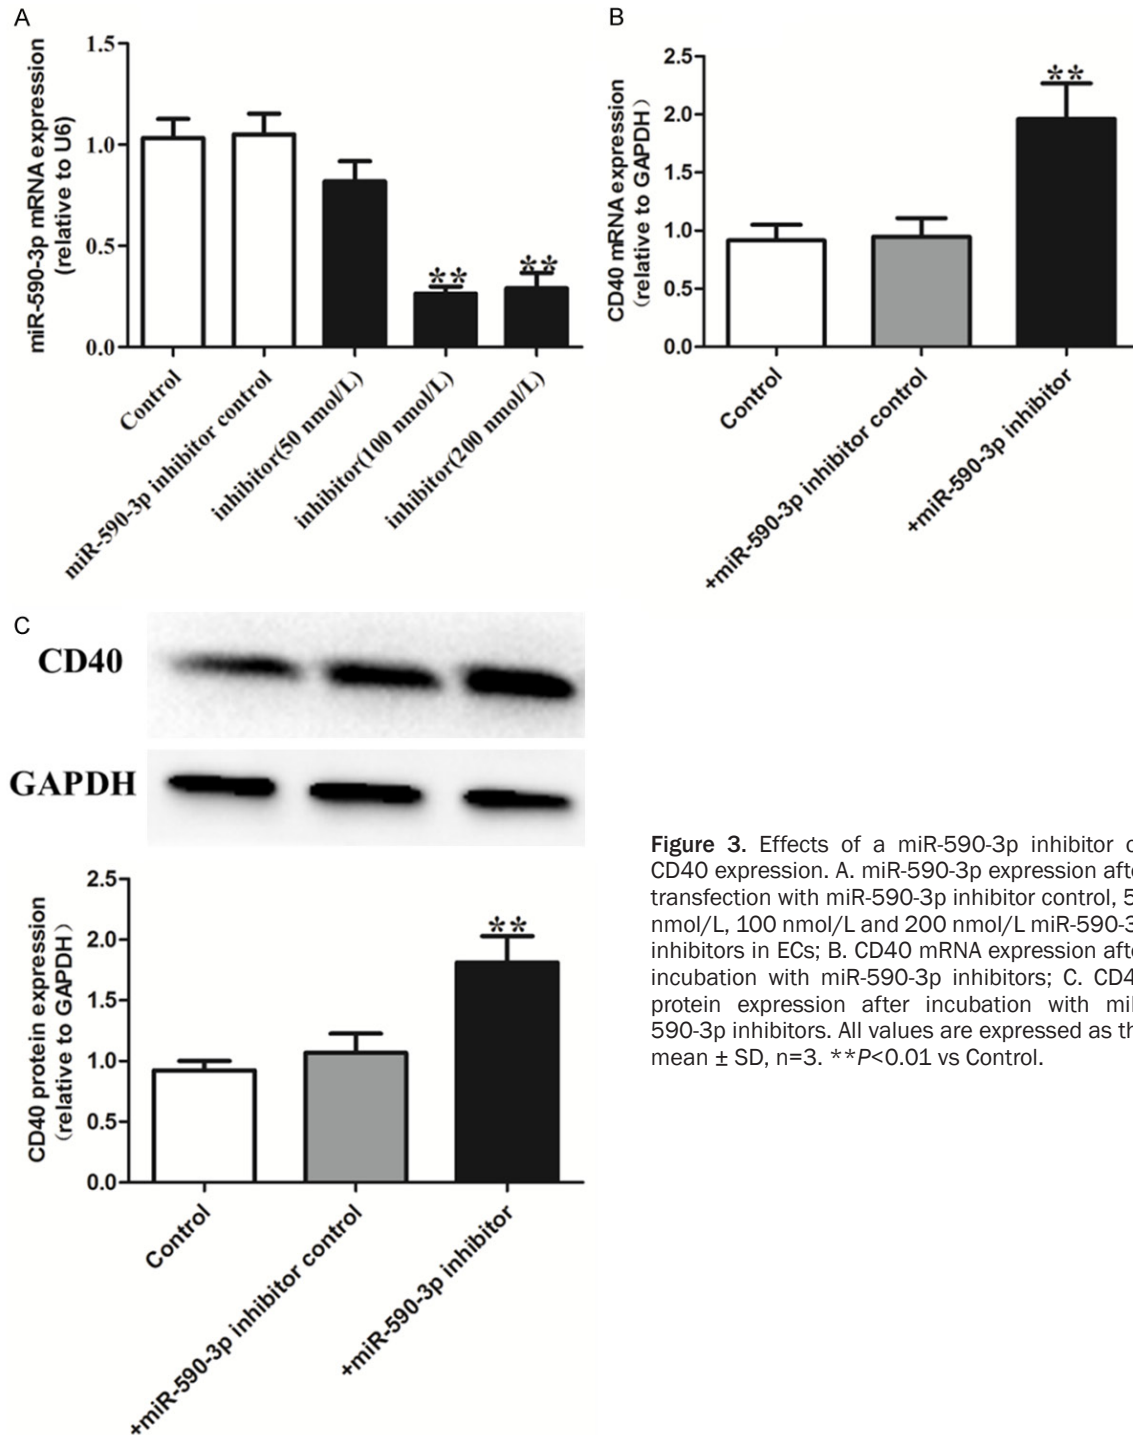 A
miR-590-3p mRNA expression
(relative to U6)
1.5
1.0
0.5
0.0
**
**
Control
miR-590-3p inhibitor control
inhibitor(50 nmol/L)
inhibitor(100 nmol/L)
inhibitor(200 nmol/L)
B
CD40 mRNA expression
(relative to GAPDH)
2.5
2.0
1.5
1.0
0.5
0.0
**
Control
+miR-590-3p inhibitor control
+miR-590-3p inhibitor
C
CD40
GAPDH
CD40 protein expression
(relative to GAPDH)
2.5
2.0
1.5
1.0
0.5
0.0
**
Control
+miR-590-3p inhibitor control
+miR-590-3p inhibitor
Figure 3. Effects of a miR-590-3p inhibitor o
CD40 expression. A. miR-590-3p expression afte
transfection with miR-590-3p inhibitor control, 5
nmol/L, 100 nmol/L and 200 nmol/L miR-590-3
inhibitors in ECs; B. CD40 mRNA expression afte
incubation with miR-590-3p inhibitors; C. CD4
protein expression after incubation with mi
590-3p inhibitors. All values are expressed as th
mean ± SD, n=3. **P<0.01 vs Control.